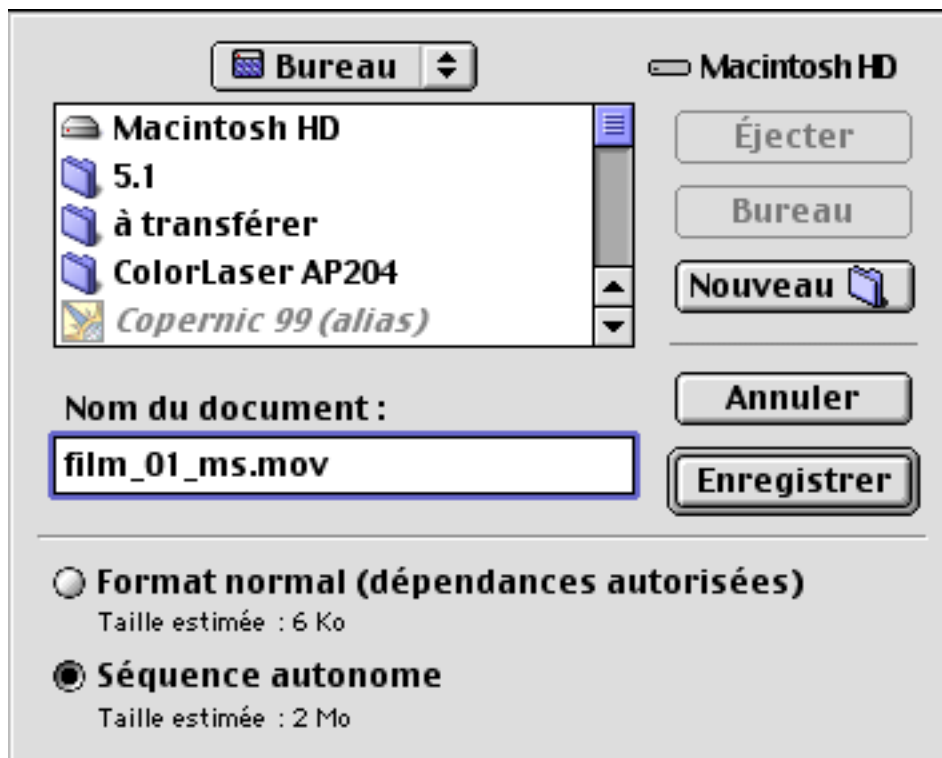 Bureau
Macintosh HD
Macintosh HD
5.1
à transférer
ColorLaser AP204
Copernic 99 (alias)
Éjecter
Bureau
Nouveau
Nom du document :
film_01_ms.mov
Annuler
Enregistrer
Format normal (dépendances autorisées)
Taille estimée : 6 Ko
Séquence autonome
Taille estimée : 2 Mo